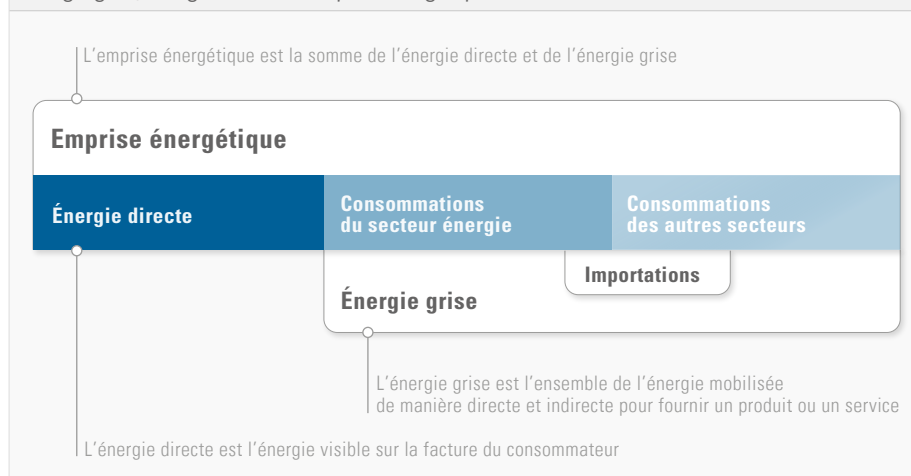 L'emprise énergétique est la somme de l'énergie directe et de l'énergie grise
Emprise énergétique
Énergie directe
Consommations
du secteur énergie
Consommations
des autres secteurs
Importations
Énergie grise
L'énergie grise est l'ensemble de l'énergie mobilisée
de manière directe et indirecte pour fournir un produit ou un service
L'énergie directe est l'énergie visible sur la facture du consommateur